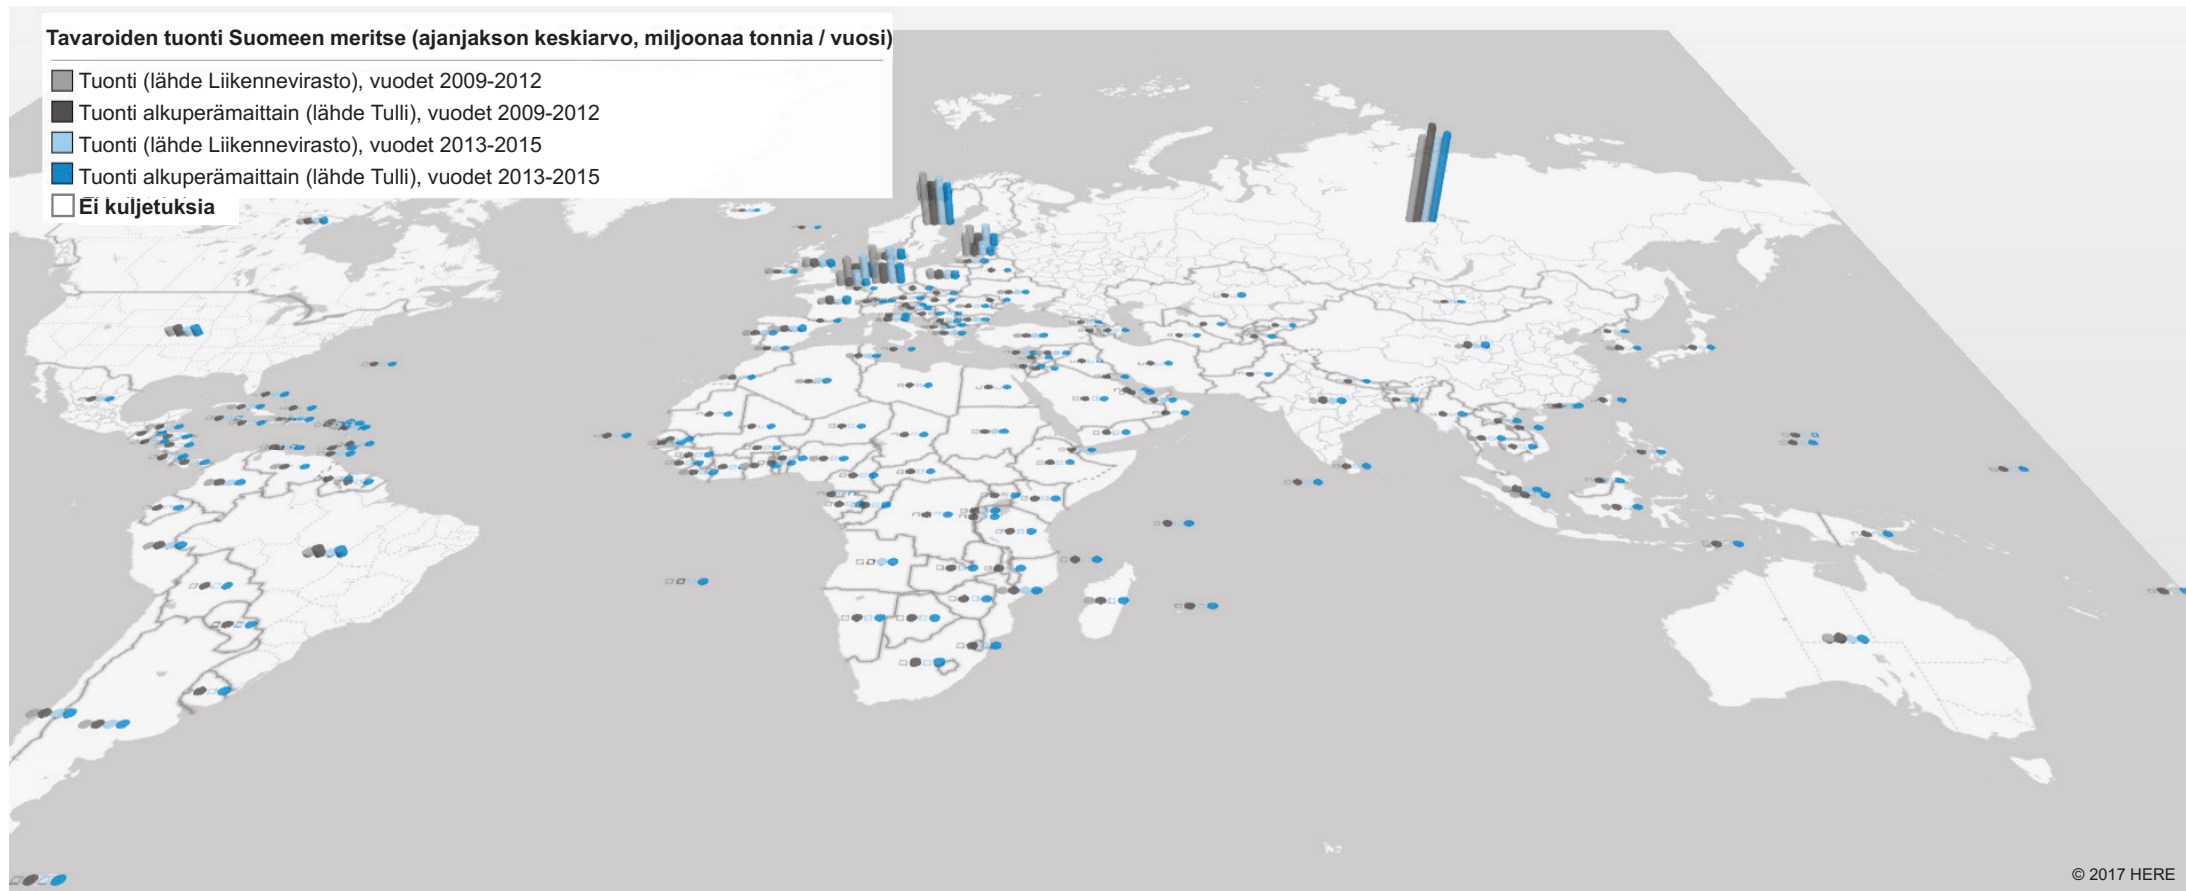 Tavaroiden tuonti Suomeen meritse (ajanjakson keskiarvo, miljoonaa tonnia / vuosi)
Tuonti (lähde Liikennevirasto), vuodet 2009-2012
Tuonti alkuperämaittain (lähde Tulli), vuodet 2009-2012
Tuonti (lähde Liikennevirasto), vuodet 2013-2015
Tuonti alkuperämaittain (lähde Tulli), vuodet 2013-2015
Ei kuljetuksia
© 2017 HERE